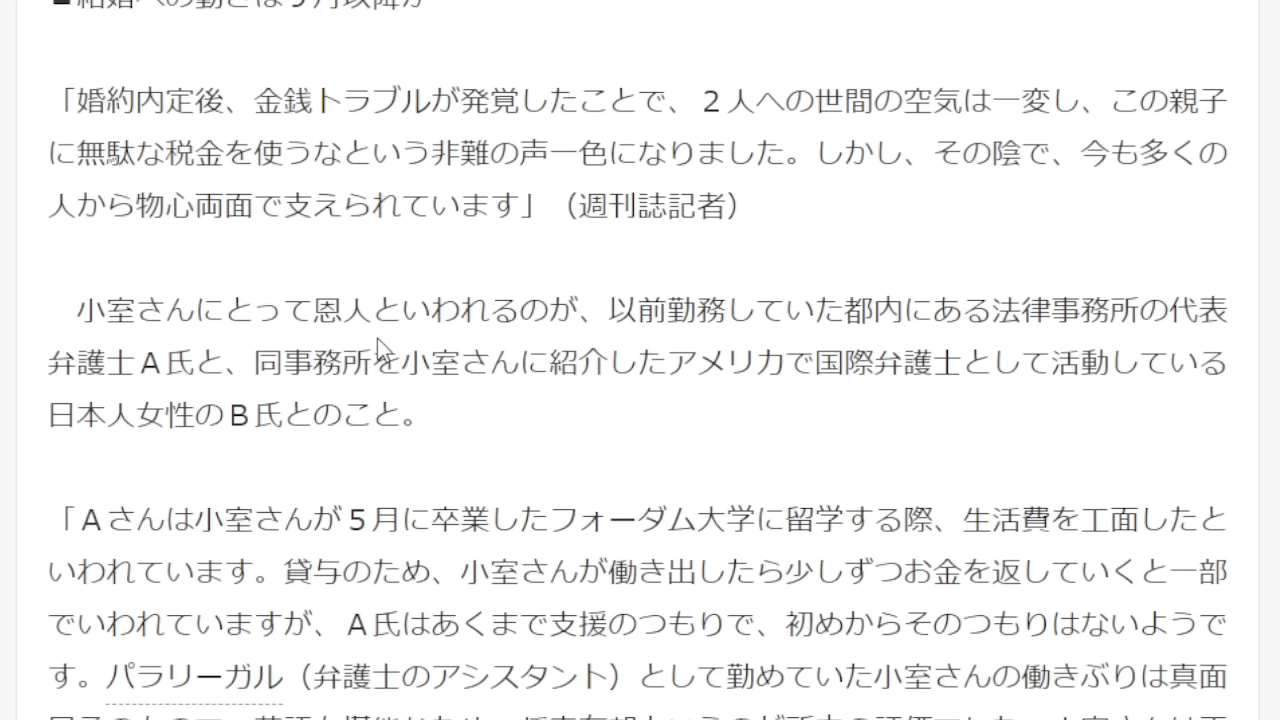 「婚約内定後、金銭トラブルが発覚したことで、２人への世間の空気は一変し、この親子
に無駄な税金を使うなという非難の声一色になりました。しかし、その陰で、今も多くの
人から物心両面で支えられています」（週刊誌記者）
　小室さんにとって恩人といわれるのが、以前勤務していた都内にある法律事務所の代表
弁護士Ａ氏と、同事務所を小室さんに紹介したアメリカで国際弁護士として活動している
日本人女性のＢ氏とのこと。
「Ａさんは小室さんが５月に卒業したフォーダム大学に留学する際、生活費を工面したと
いわれています。貸与のため、小室さんが働き出したら少しずつお金を返していくと一部
でいわれていますが、Ａ氏はあくまで支援のつもりで、初めからそのつもりはないようで
す。パラリーガル（弁護士のアシスタント）として勤めていた小室さんの働きぶりは真面